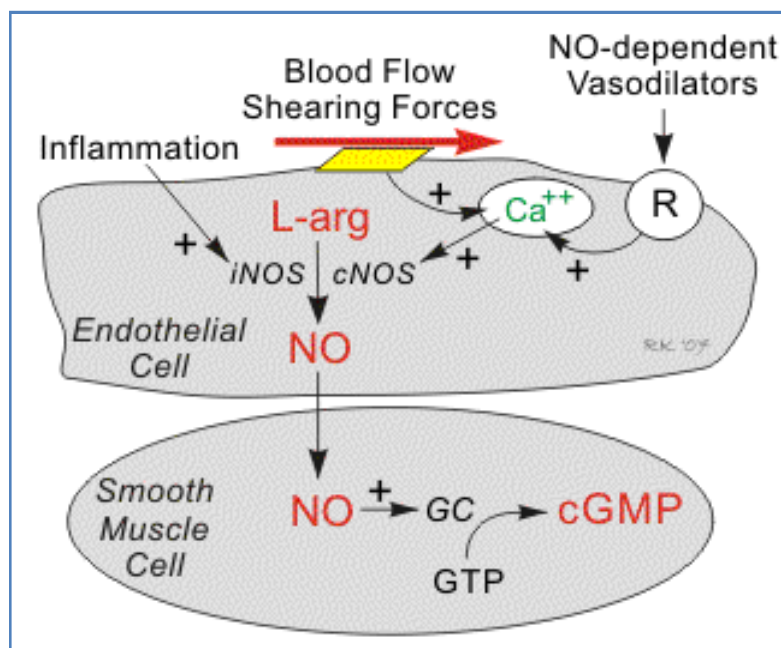 Blood Flow
Shearing Forces
NO-dependent
Vasodilators
Inflammation
+
L-arg
+
Ca++
R
iNOS
cNOS
+
+
Endothelial
Cell
NO
RK '07
Smooth
Muscle
Cell
NO
+
GC
cGMP
GTP